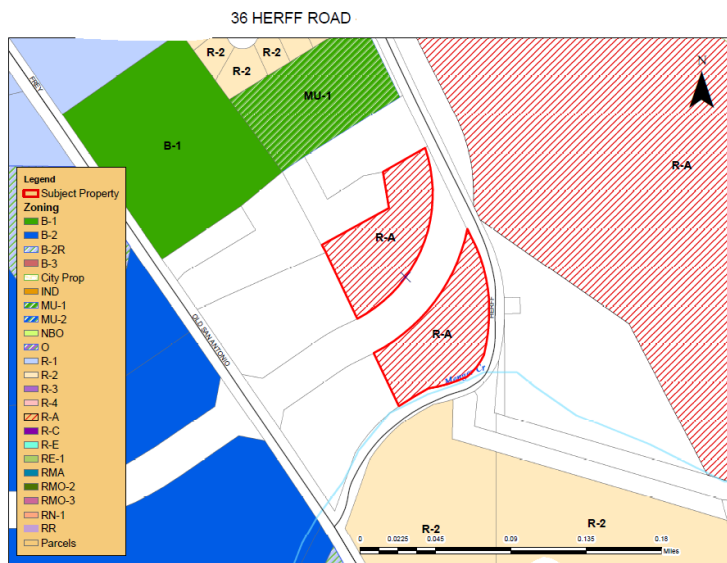 36 HERFF ROAD
R-2
R-2
R-2
MU-1
N
B-1
R-A
R-A
R-A
FREY
OLD SAN ANTONIO
HERFF
Legend
Subject Property
Zoning
B-1
B-2
B-2R
B-3
City Prop
IND
MU-1
MU-2
NBO
O
R-1
R-2
R-3
R-4
R-A
R-C
R-E
RE-1
RMA
RMO-2
RMO-3
RN-1
RR
Parcels
R-2
R-2
0 0.0225 0.045 0.09 0.135 0.18
Miles